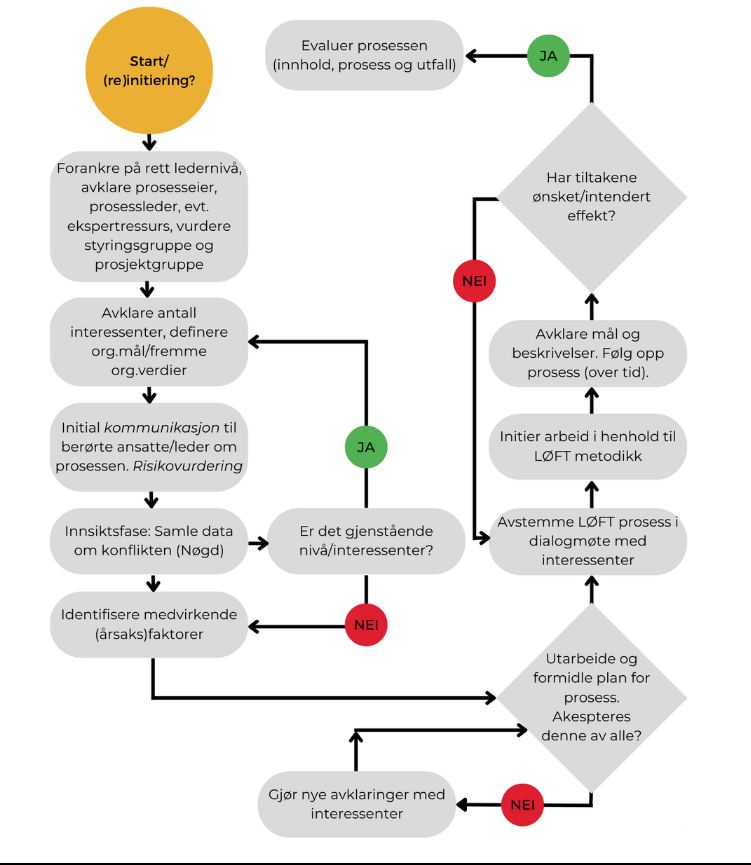 Start/
(re)initiering?
Forankre på rett ledernivå,
avklare prosesseier,
prosessleder, evt.
ekspertressurs, vurdere
styringsgruppe og
prosjektgruppe
Avklare antall
interessenter, definere
org.mål/fremme
org.verdier
Initial kommunikasjon til
berørte ansatte/leder om
prosessen. Risikovurdering
Innsiktsfase: Samle data
om konflikten (Nøgd)
Er det gjenstående
nivå/interessenter?
JA
NEI
Identifisere medvirkende
(årsaks)faktorer
Utarbeide og
formidle plan for
prosess.
Akespteres
denne av alle?
NEI
Gjør nye avklaringer med
interessenter
Avstemme LØFT prosess i
dialogmøte med
interessenter
Initier arbeid i henhold til
LØFT metodikk
Avklare mål og
beskrivelser. Følg opp
prosess (over tid).
Har tiltakene
ønsket/intendert
effekt?
NEI
JA
Evaluer prosessen
(innhold, prosess og utfall)